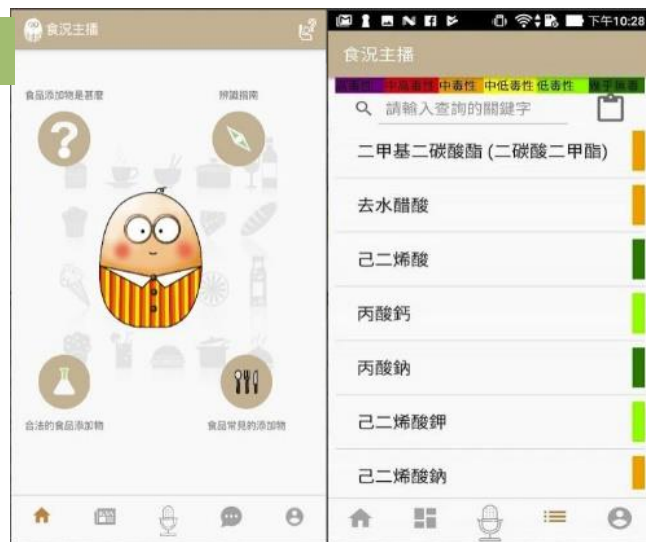 食況主播
食品添加物是甚麼
辨識指南
合法的食品添加物
食品常見的添加物
下午10:28
食況主播
中高毒性 中毒性 中低毒性 低毒性
請輸入查詢的關鍵字
二甲基二碳酸酯 (二碳酸二甲酯)
去水醋酸
己二烯酸
丙酸鈣
丙酸鈉
己二烯酸鉀
己二烯酸鈉